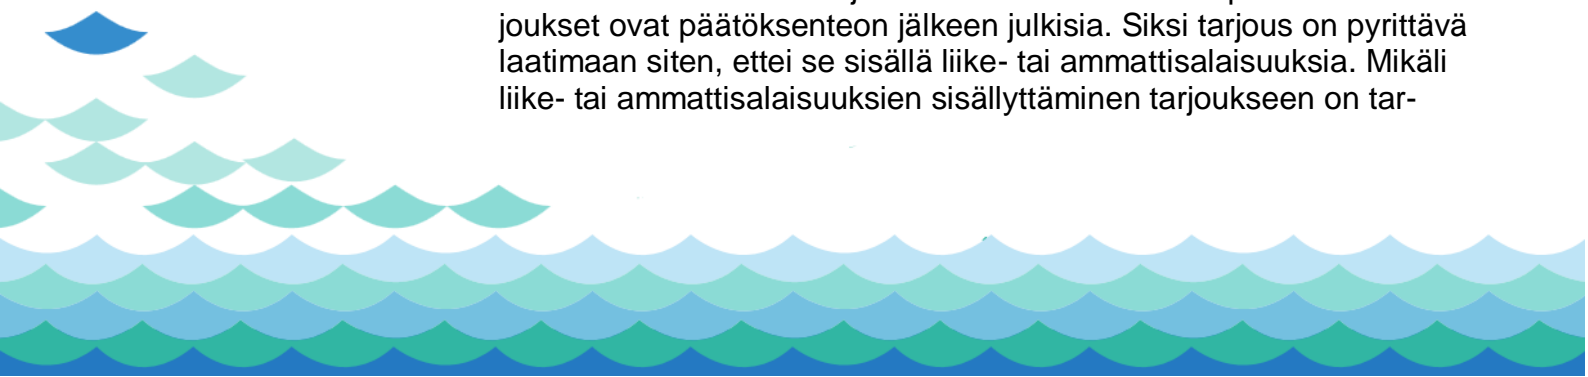 joukset ovat päätöksenteon jälkeen julkisia. Siksi tarjous on pyrittävä
laatimaan siten, ettei se sisällä liike- tai ammattisalaisuuksia. Mikäli
liike- tai ammattisalaisuuksien sisällyttäminen tarjoukseen on tar-